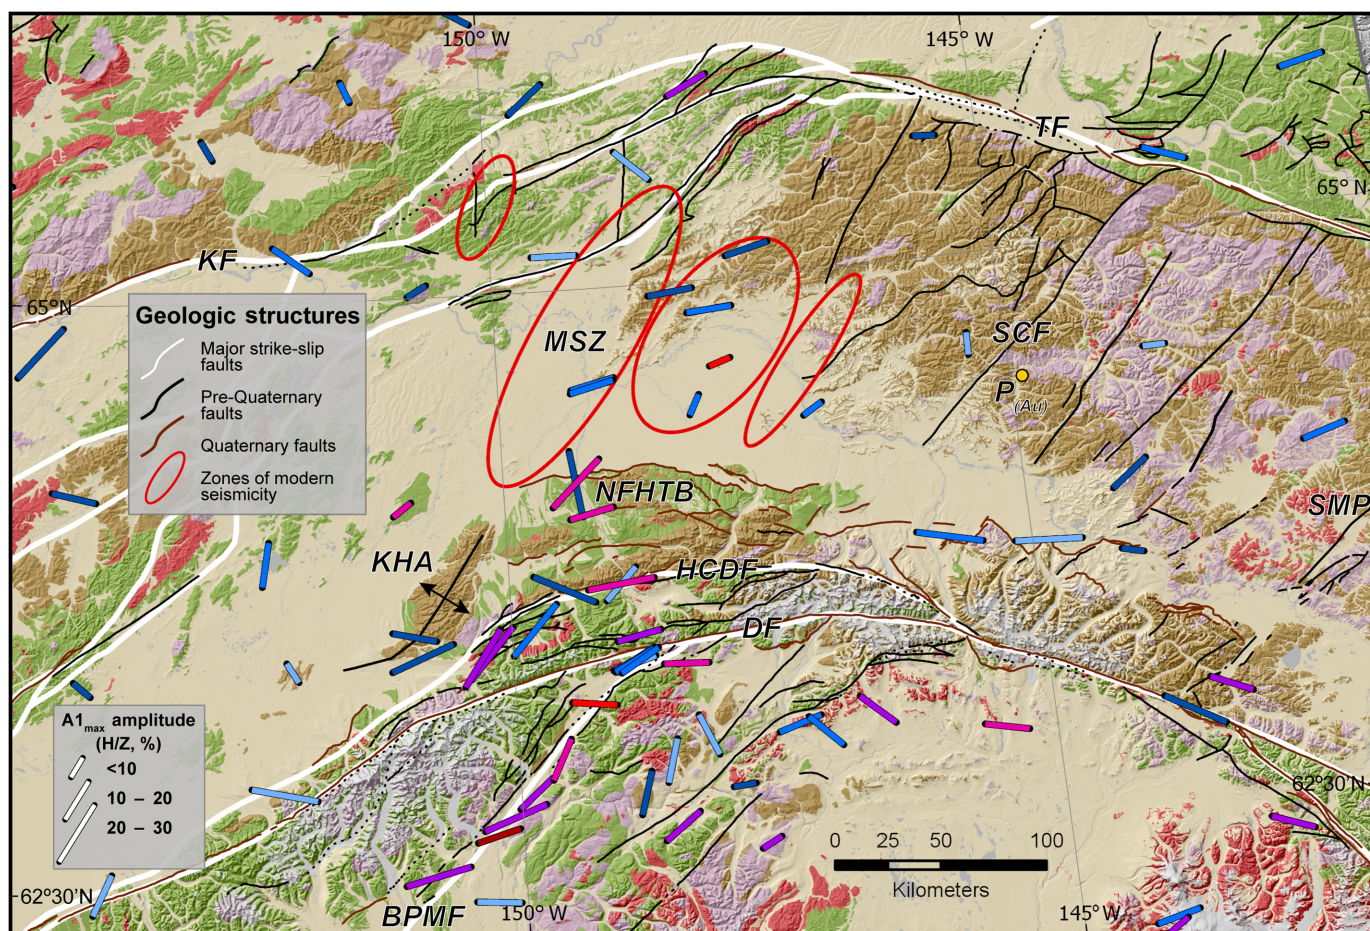 150° W
145° W
TF
65° N
KF
65°N
Geologic structures
Major strike-slip
faults
Pre-Quaternary
faults
Quaternary faults
Zones of modern
seismicity
MSZ
SCF
P
(Au)
NFHTB
SMP
KHA
HCDF
DF
A1max amplitude
(H/Z, %)
<10
10 – 20
20 – 30
62°30'N
0 25 50 100
Kilometers
62°30'N
BPMF
150° W
145° W